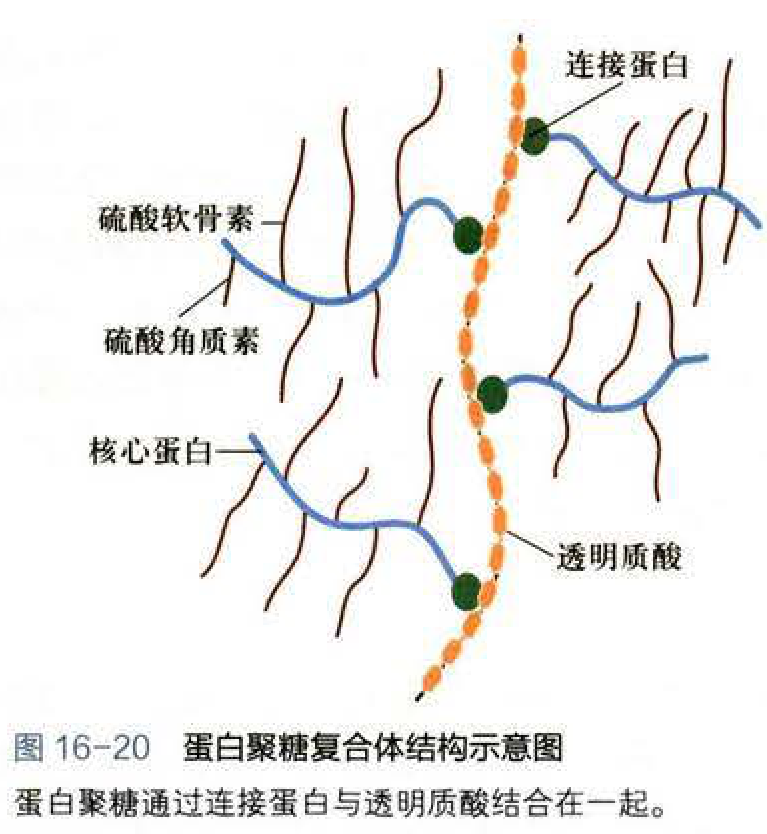 连接蛋白
硫酸软骨素
硫酸角质素
核心蛋白
透明质酸
图 16-20 蛋白聚糖复合体结构示意图
蛋白聚糖通过连接蛋白与透明质酸结合在一起。